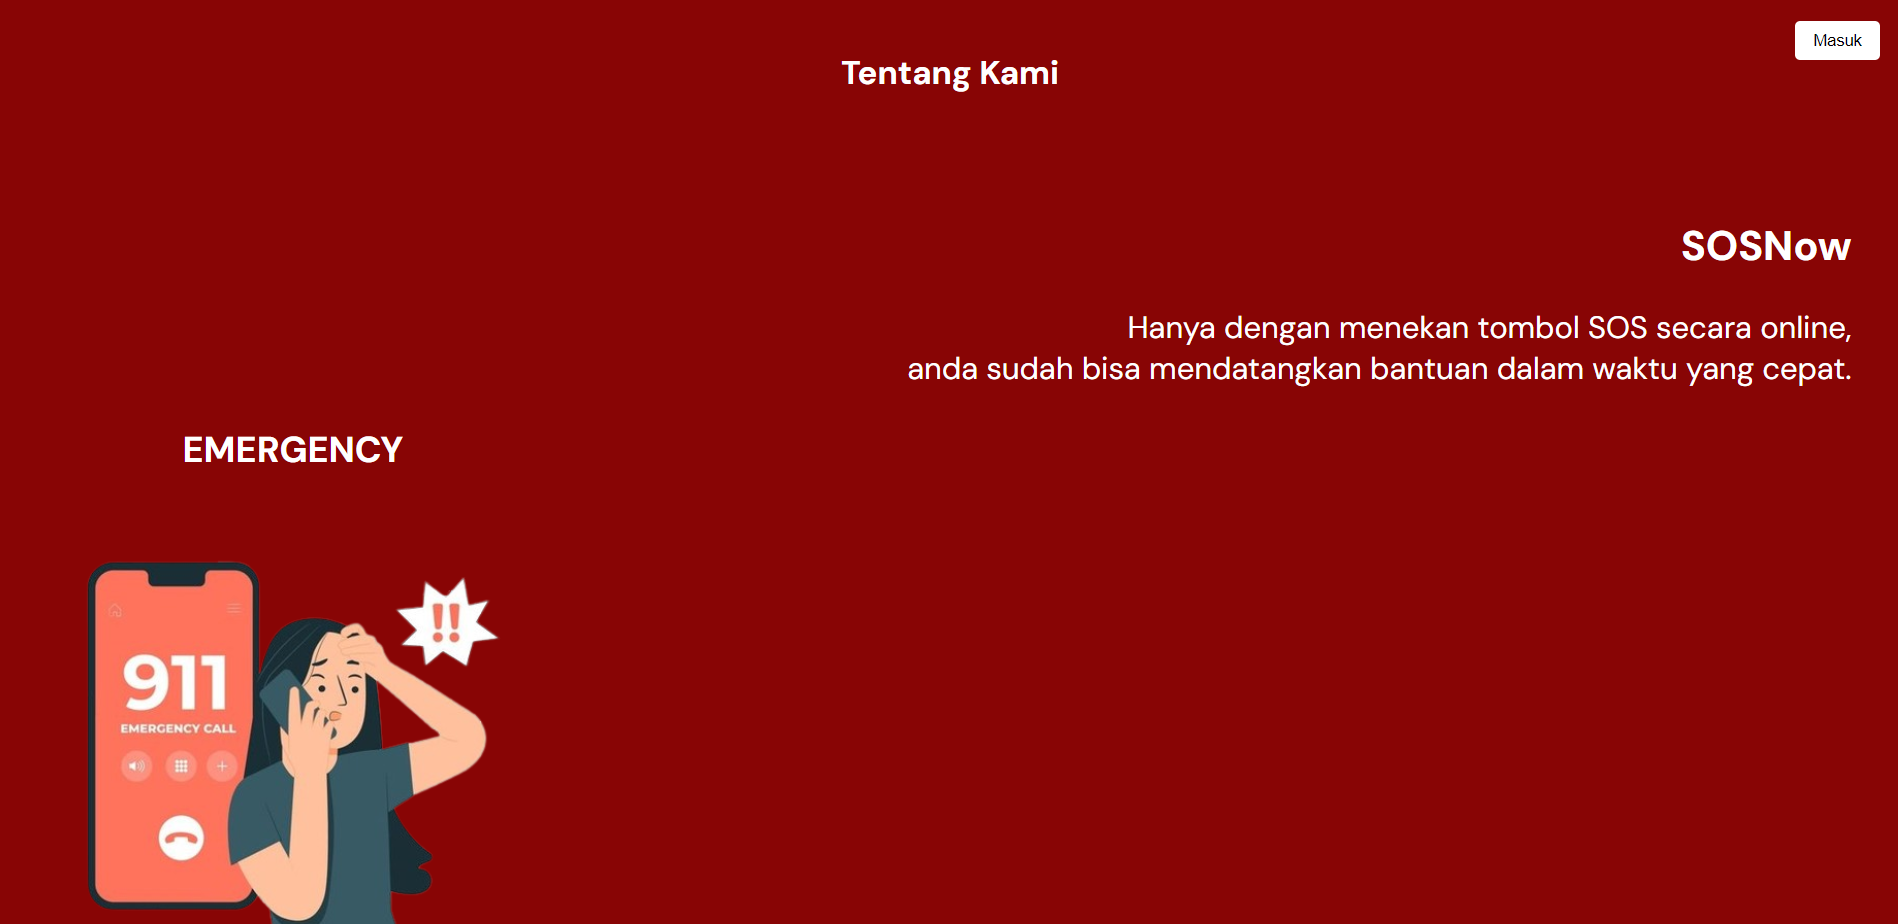 Masuk
Tentang Kami
SOSNow
Hanya dengan menekan tombol SOS secara online,
anda sudah bisa mendatangkan bantuan dalam waktu yang cepat.
EMERGENCY
!!
911
EMERGENCY CALL